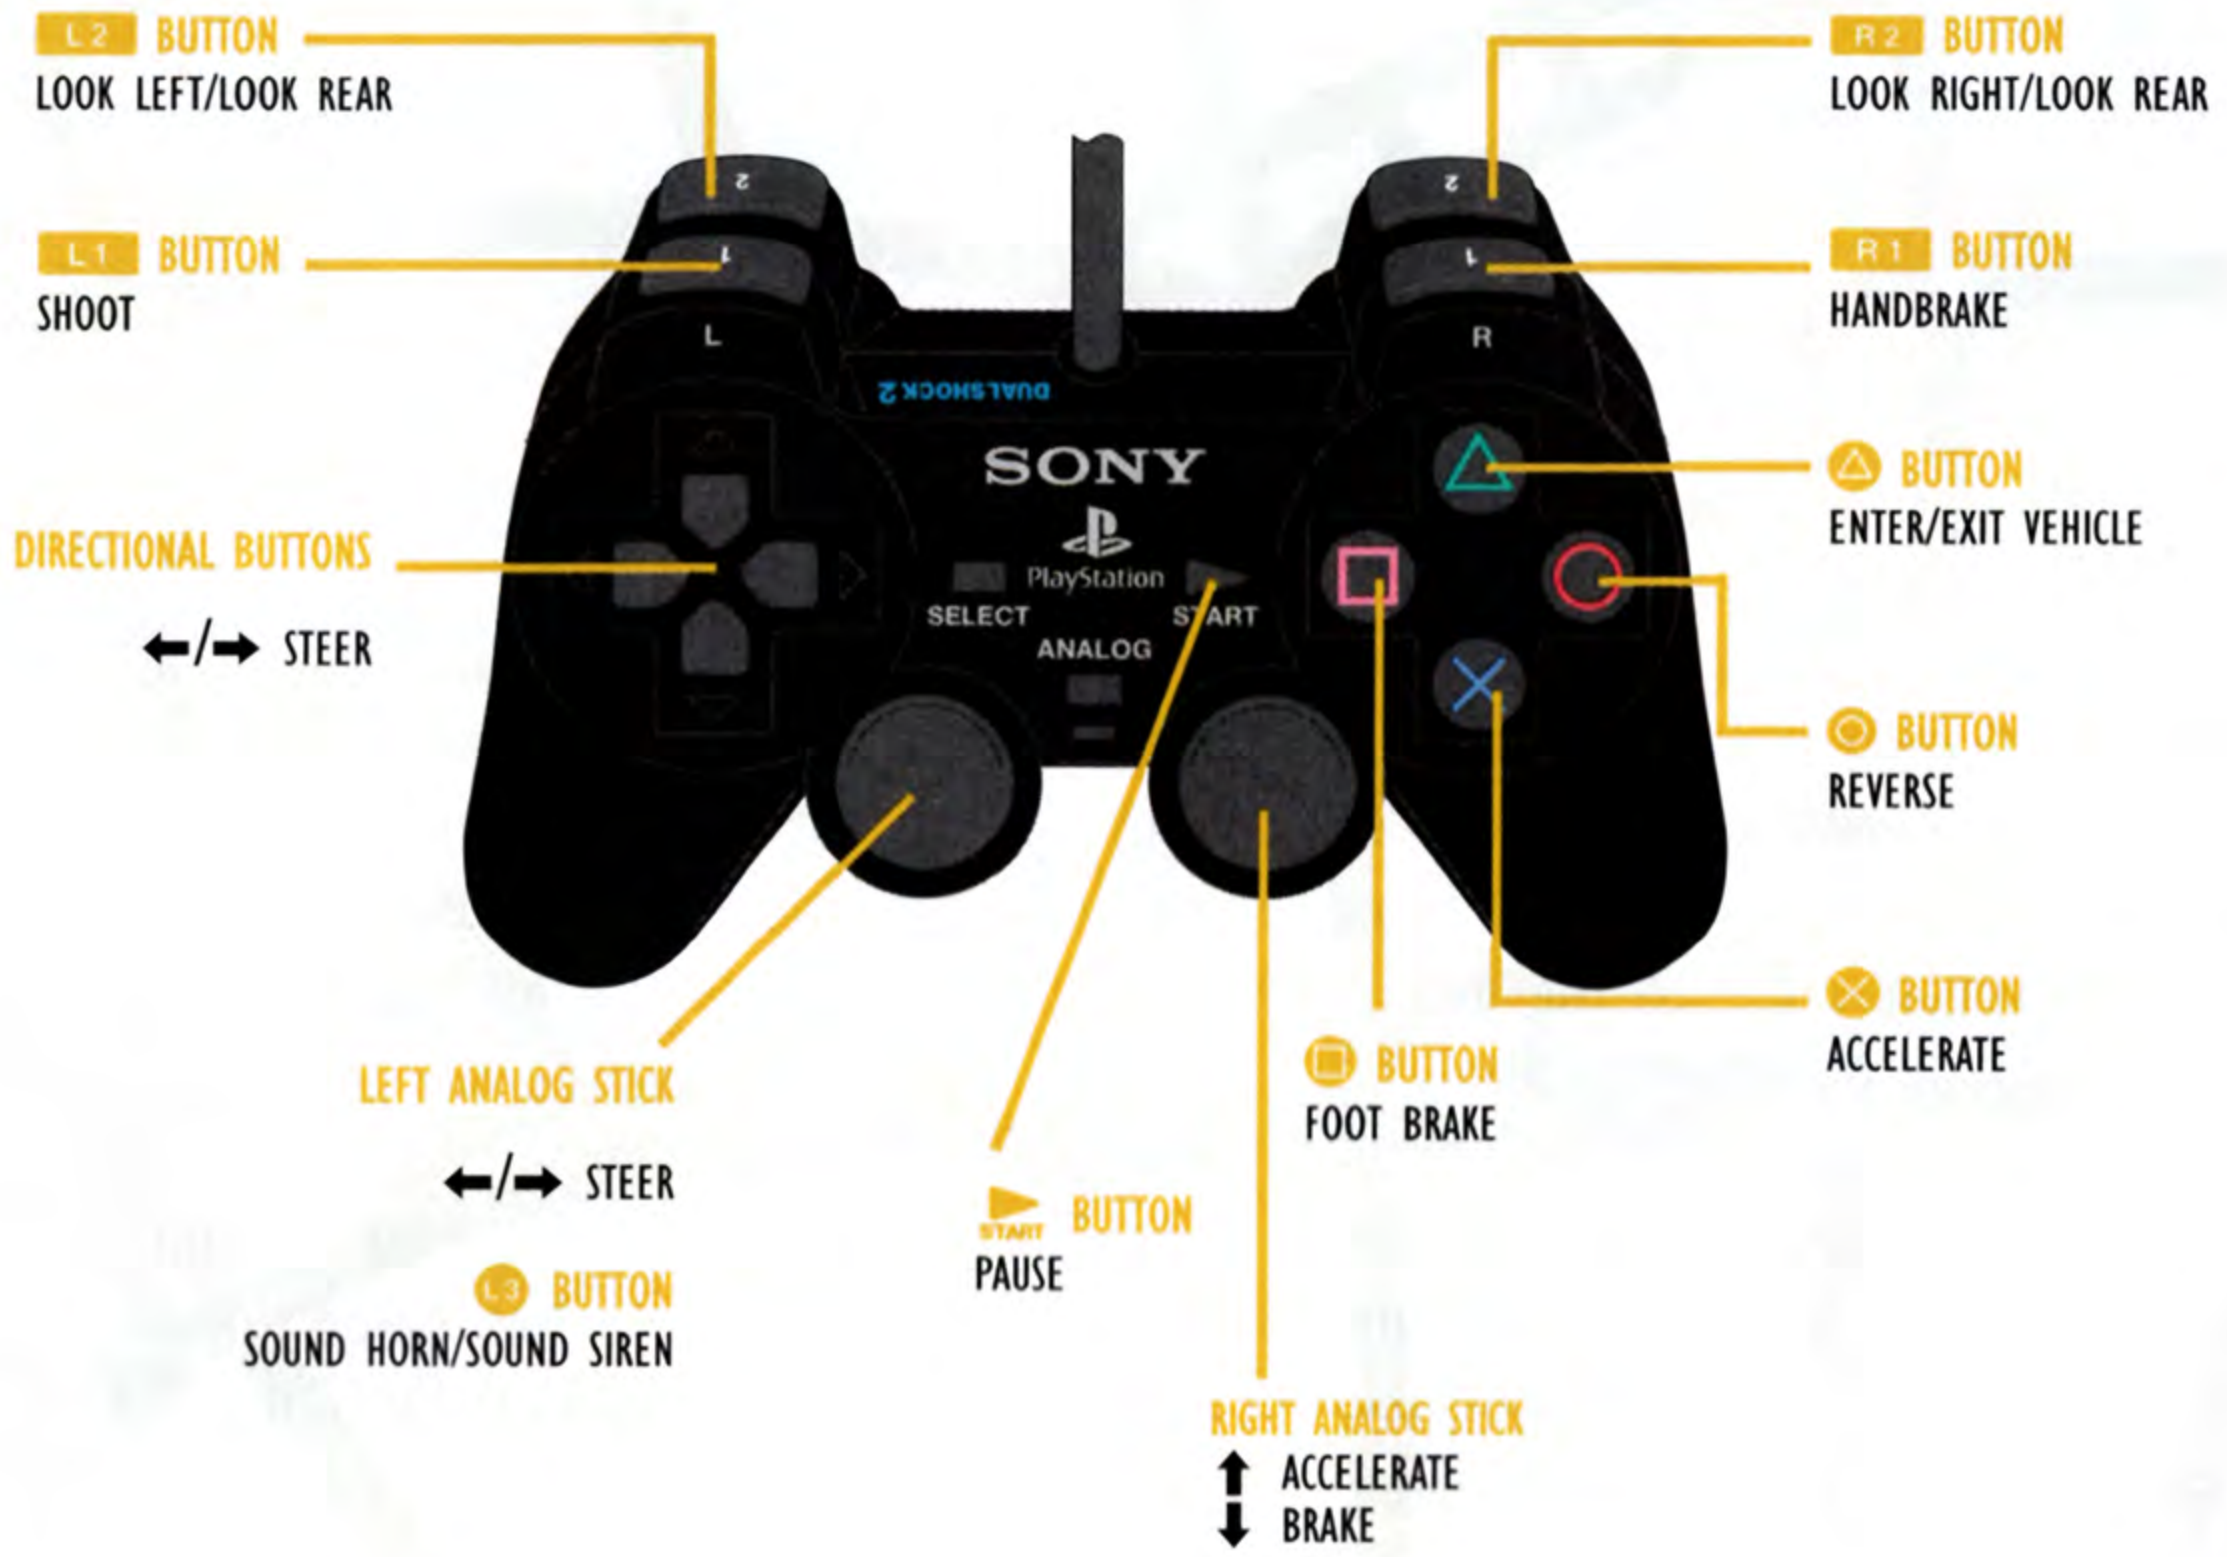 L2 BUTTON
LOOK LEFT/LOOK REAR
R2 BUTTON
LOOK RIGHT/LOOK REAR
2
2
L1 BUTTON
SHOOT
R1 BUTTON
HANDBRAKE
1
1
L
R
DUALSHOCK 2
SONY
PlayStation
SELECT
START
ANALOG
DIRECTIONAL BUTTONS
←/→ STEER
△ BUTTON
ENTER/EXIT VEHICLE
○ BUTTON
REVERSE
✕ BUTTON
ACCELERATE
□ BUTTON
FOOT BRAKE
LEFT ANALOG STICK
←/→ STEER
L3 BUTTON
SOUND HORN/SOUND SIREN
START BUTTON
PAUSE
RIGHT ANALOG STICK
↑ ACCELERATE
↓ BRAKE